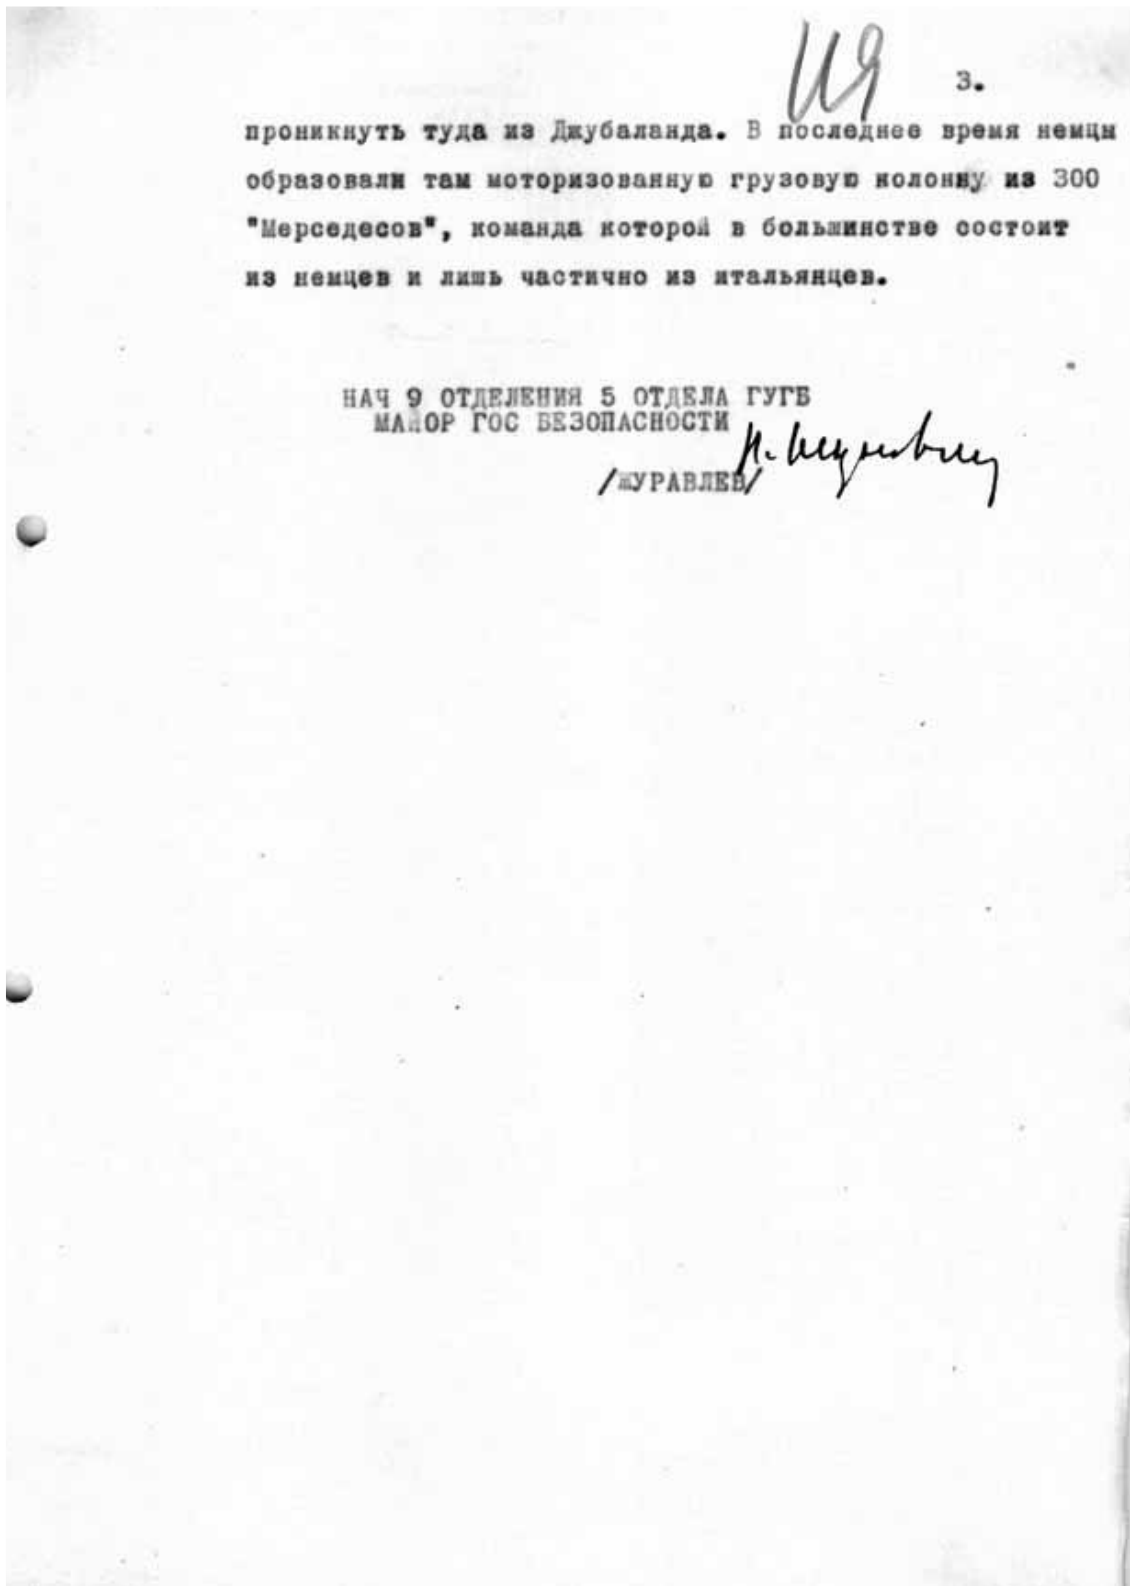 3.
проникнуть туда из Джубаланда. В последнее время немцы
образовали там моторизованную грузовую колонну из 300
"Мерседесов", команда которой в большинстве состоит
из немцев и лишь частично из итальянцев.
НАЧ 9 ОТДЕЛЕНИЯ 5 ОТДЕЛА ГУГБ
МАЙОР ГОС БЕЗОПАСНОСТИ
/ЖУРАВЛЕВ/